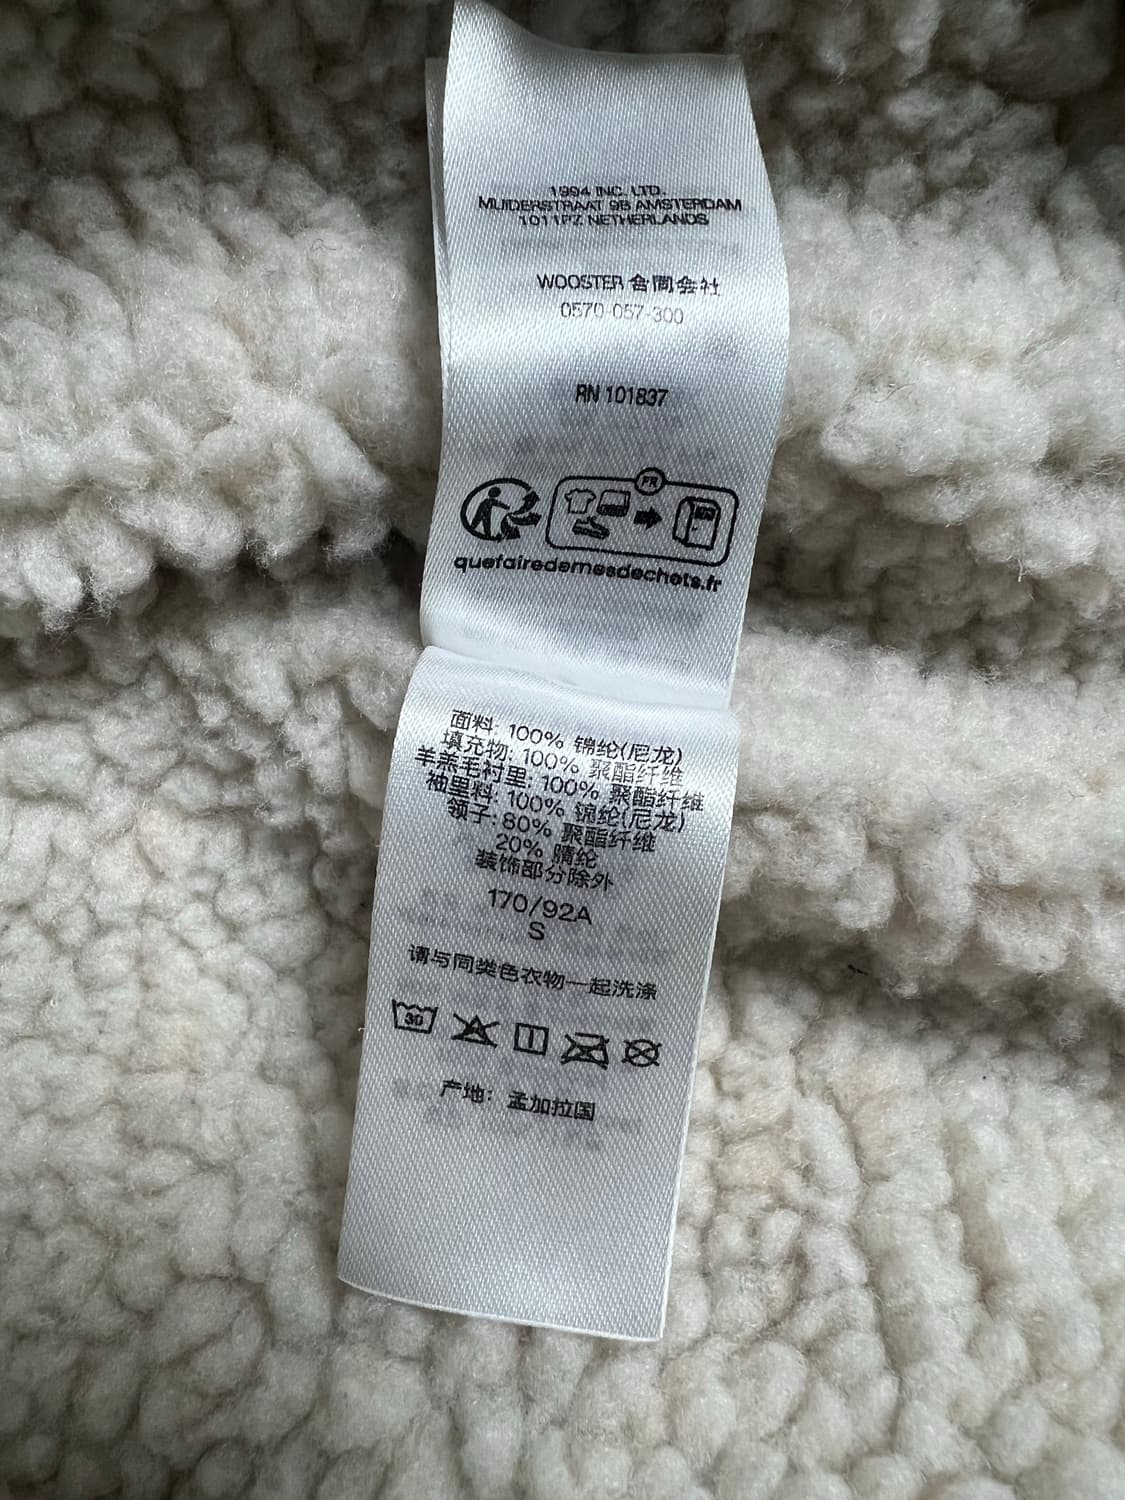 1994 INC. LTD.
MUIDERSTRAAT 9B AMSTERDAM
1011PZ NETHERLANDS
WOOSTER 合同会社
0570-057-300
RN 101837
FR
quefairedemesdechets.fr
面料: 100% 锦纶(尼龙)
填充物: 100% 聚酯纤维
羊羔毛衬里: 100% 聚酯纤维
袖里料: 100% 锦纶(尼龙)
领子: 80% 聚酯纤维
20% 腈纶
装饰部分除外
170/92A
S
请与同类色衣物一起洗涤
30
产地: 孟加拉国